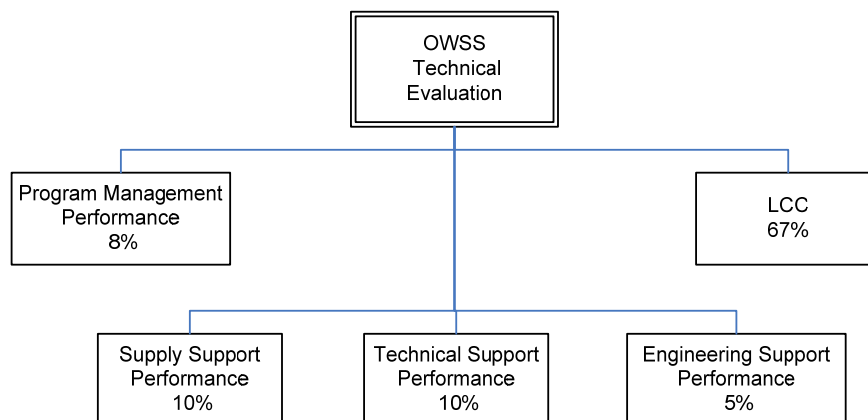 OWSS
Technical
Evaluation
Program Management
Performance
8%
LCC
67%
Supply Support
Performance
10%
Technical Support
Performance
10%
Engineering Support
Performance
5%